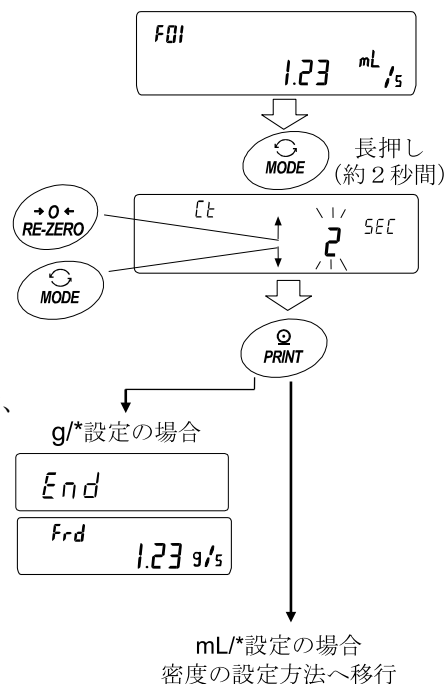 F01
1.23 mL/s
MODE
長押し
(約2秒間)
→0←
RE-ZERO
Ct
2 SEC
MODE
PRINT
、
g/*設定の場合
End
Frd
1.23 g/s
mL/*設定の場合
密度の設定方法へ移行